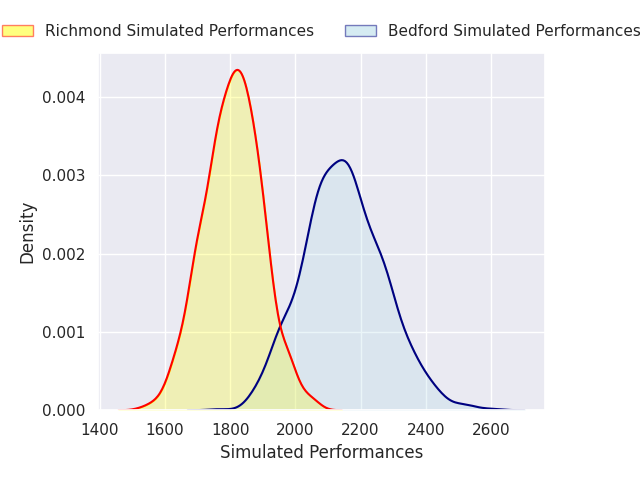 Richmond Simulated Performances Bedford Simulated Performances
0.004
0.003
0.002
0.001
0.000
Density
1400 1600 1800 2000 2200 2400 2600
Simulated Performances